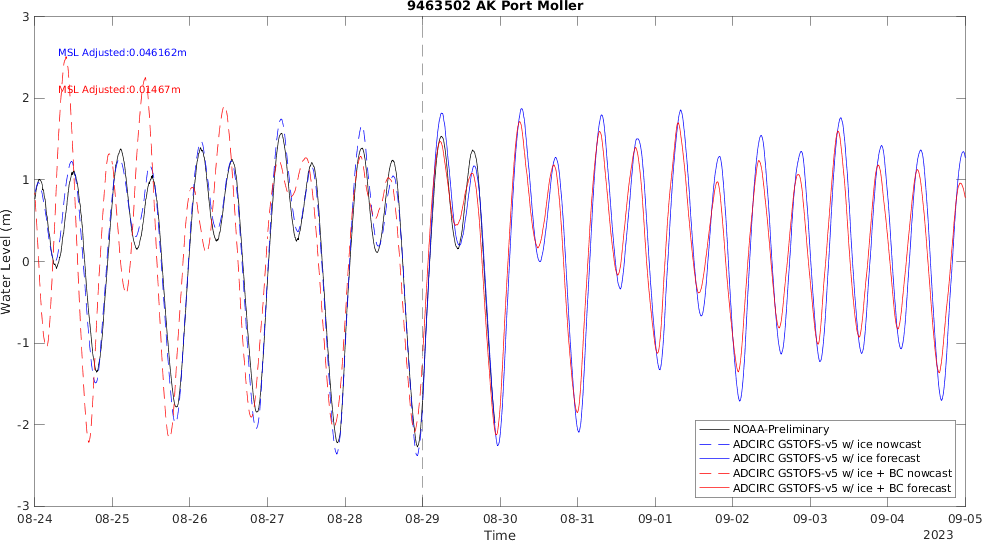 9463502 AK Port Moller
3
2
1
0
-1
-2
-3
Water Level (m)
MSL Adjusted:0.046162m
MSL Adjusted:0.01467m
NOAA-Preliminary
ADCIRC GSTOFS-v5 w/ ice nowcast
ADCIRC GSTOFS-v5 w/ ice forecast
ADCIRC GSTOFS-v5 w/ ice + BC nowcast
ADCIRC GSTOFS-v5 w/ ice + BC forecast
08-24 08-25 08-26 08-27 08-28 08-29 08-30 08-31 09-01 09-02 09-03 09-04 09-05
Time
2023